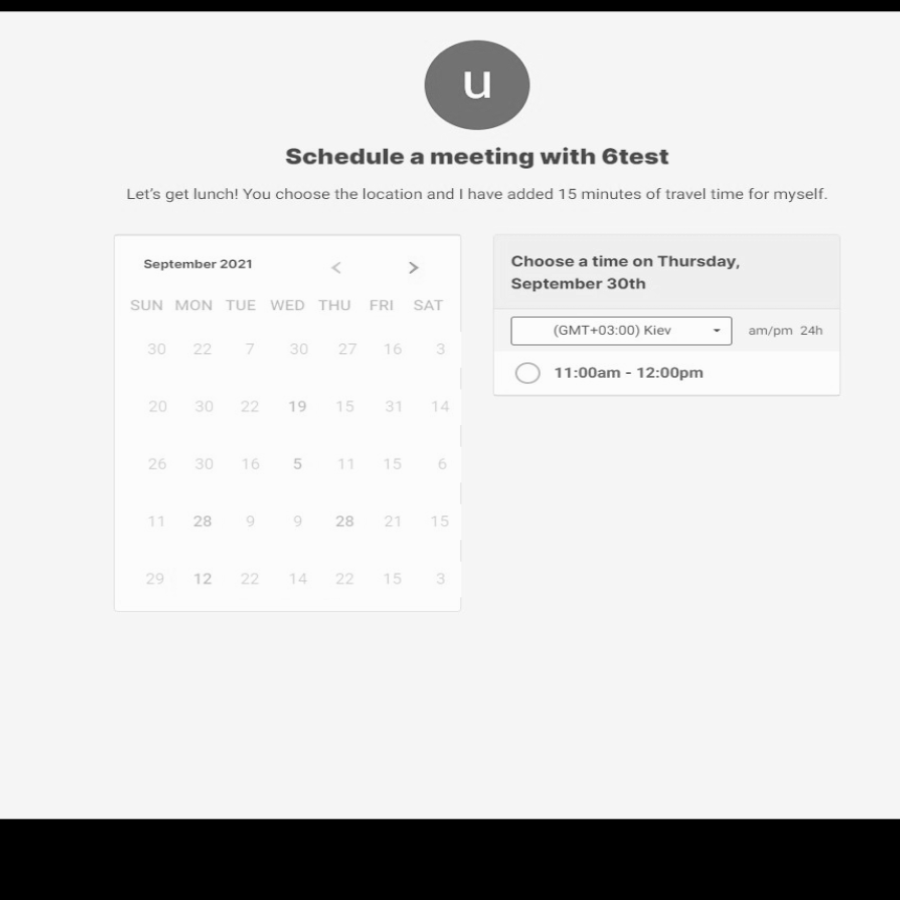 u
Schedule a meeting with 6test
Let's get lunch! You choose the location and I have added 15 minutes of travel time for myself.
September 2021 < >
SUN MON TUE WED THU FRI SAT
30 22 7 30 27 16 3
20 30 22 19 15 31 14
26 30 16 5 11 15 6
11 28 9 9 28 21 15
29 12 22 14 22 15 3
Choose a time on Thursday,
September 30th
(GMT+03:00) Kiev
am/pm 24h
11:00am - 12:00pm